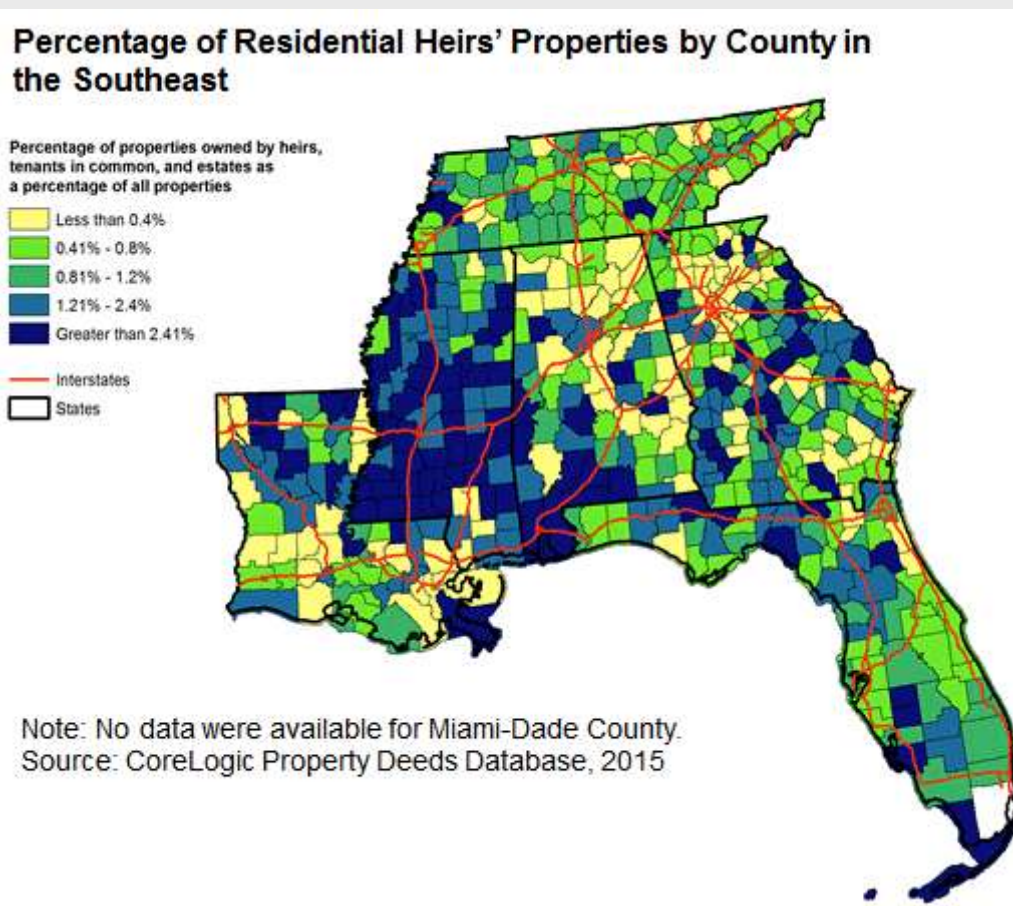 Percentage of Residential Heirs' Properties by County in
the Southeast
Percentage of properties owned by heirs,
tenants in common, and estates as
a percentage of all properties
Less than 0.4%
0.41% - 0.8%
0.81% - 1.2%
1.21% - 2.4%
Greater than 2.41%
Interstates
States
Note: No data were available for Miami-Dade County.
Source: CoreLogic Property Deeds Database, 2015